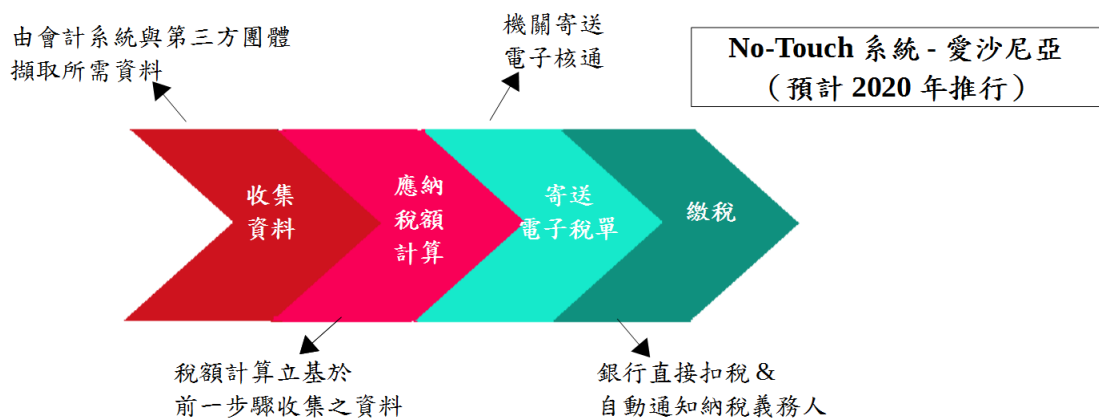 由會計系統與第三方團體
擷取所需資料
機關寄送
電子核通
No-Touch 系統 - 愛沙尼亞
（預計 2020 年推行）
收集
資料
應納
稅額
計算
寄送
電子稅單
繳稅
稅額計算立基於
前一步驟收集之資料
銀行直接扣稅 &
自動通知納稅義務人